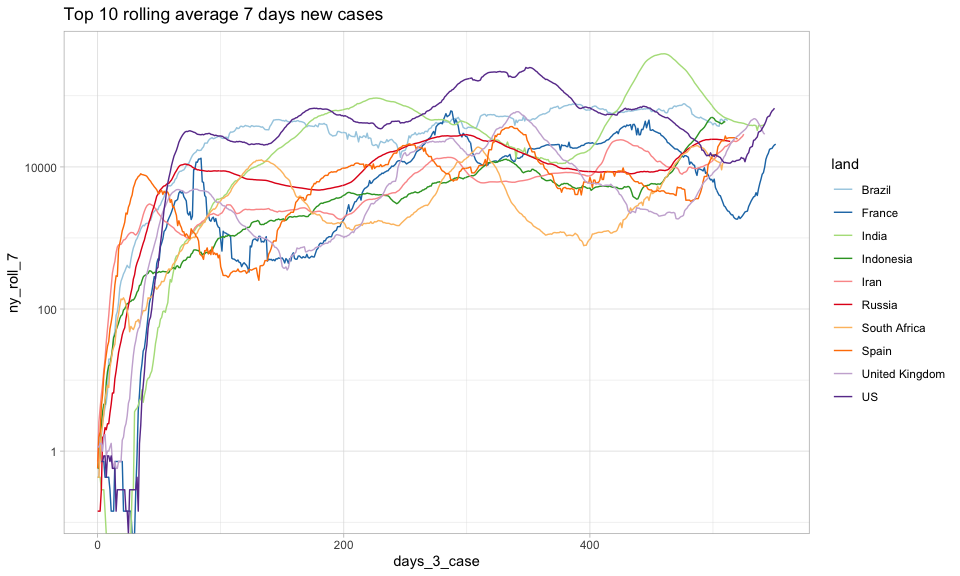 Top 10 rolling average 7 days new cases
ny_roll_7
10000
100
1
0
200
400
days_3_case
land
Brazil
France
India
Indonesia
Iran
Russia
South Africa
Spain
United Kingdom
US